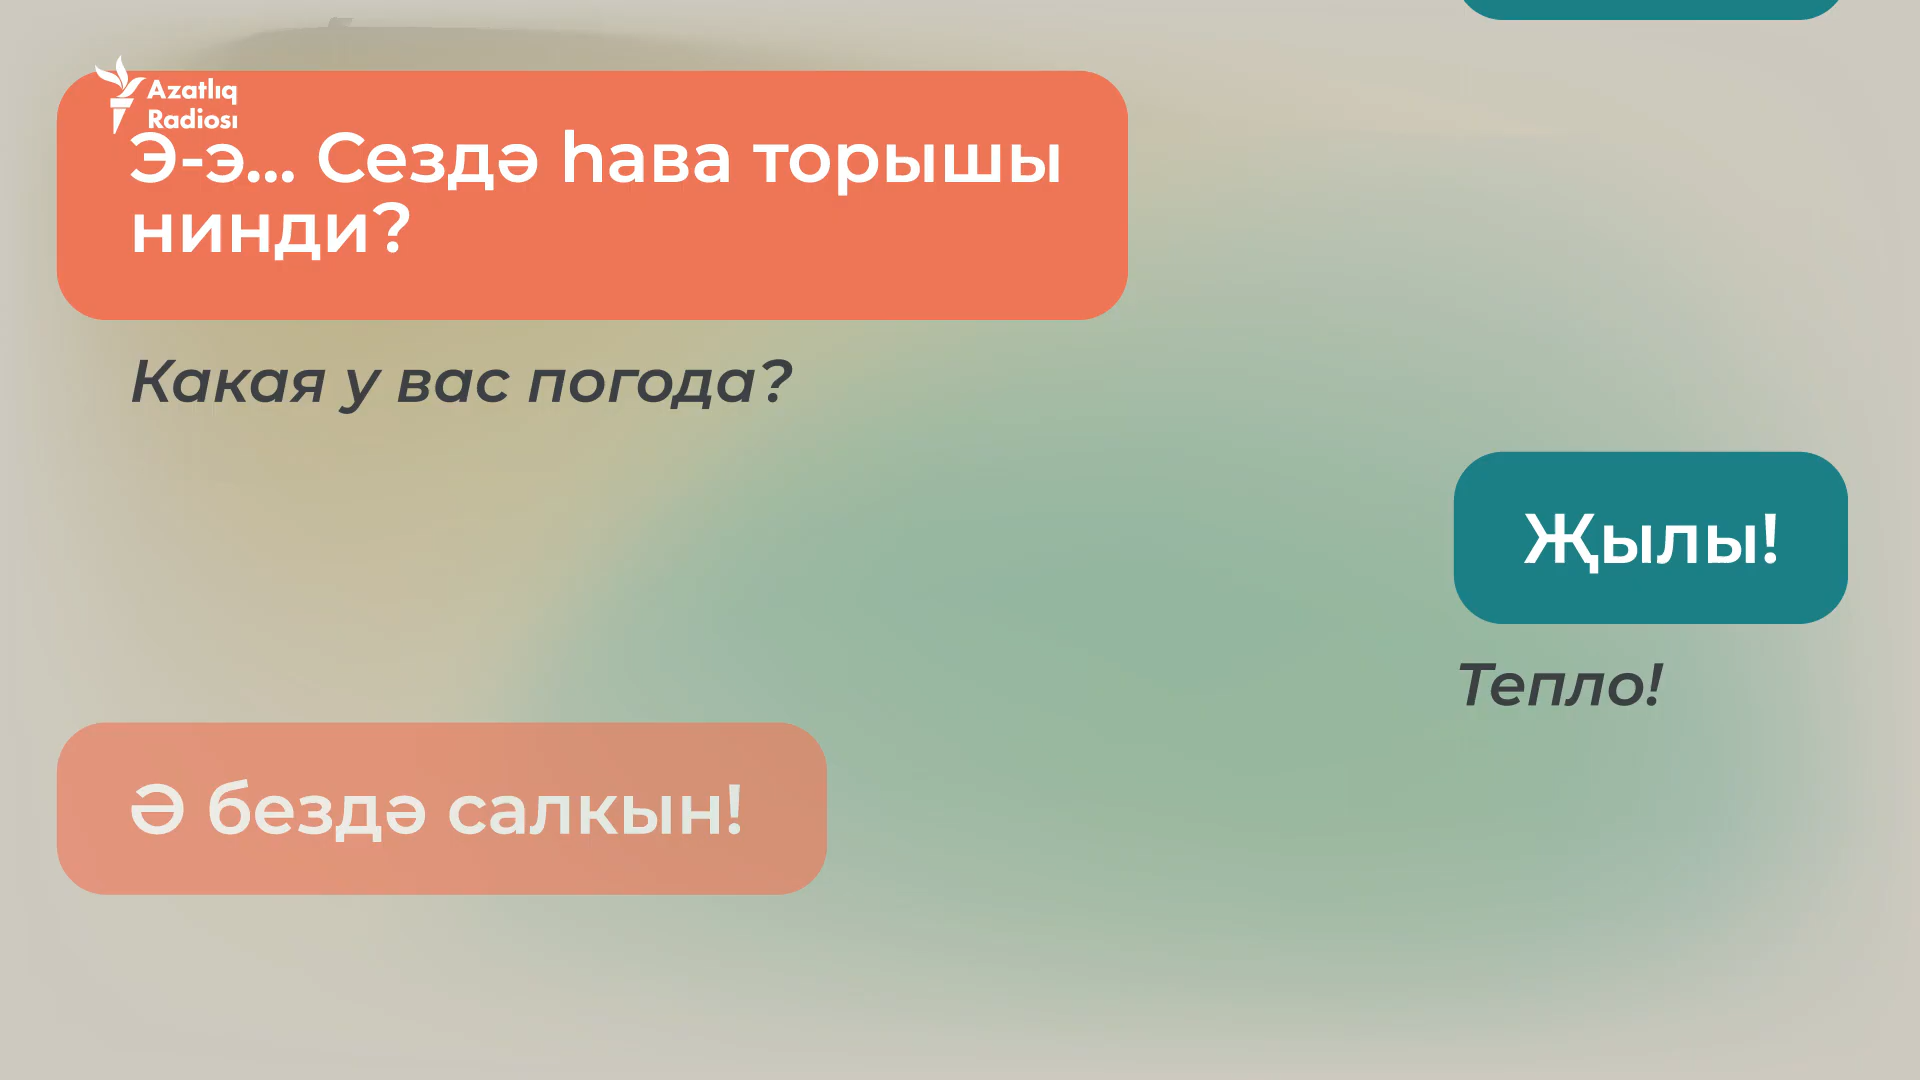 Azatlıq
Radiosı
Э-э... Сездә һава торышы
нинди?
Какая у вас погода?
Җылы!
Тепло!
Ә бездә салкын!